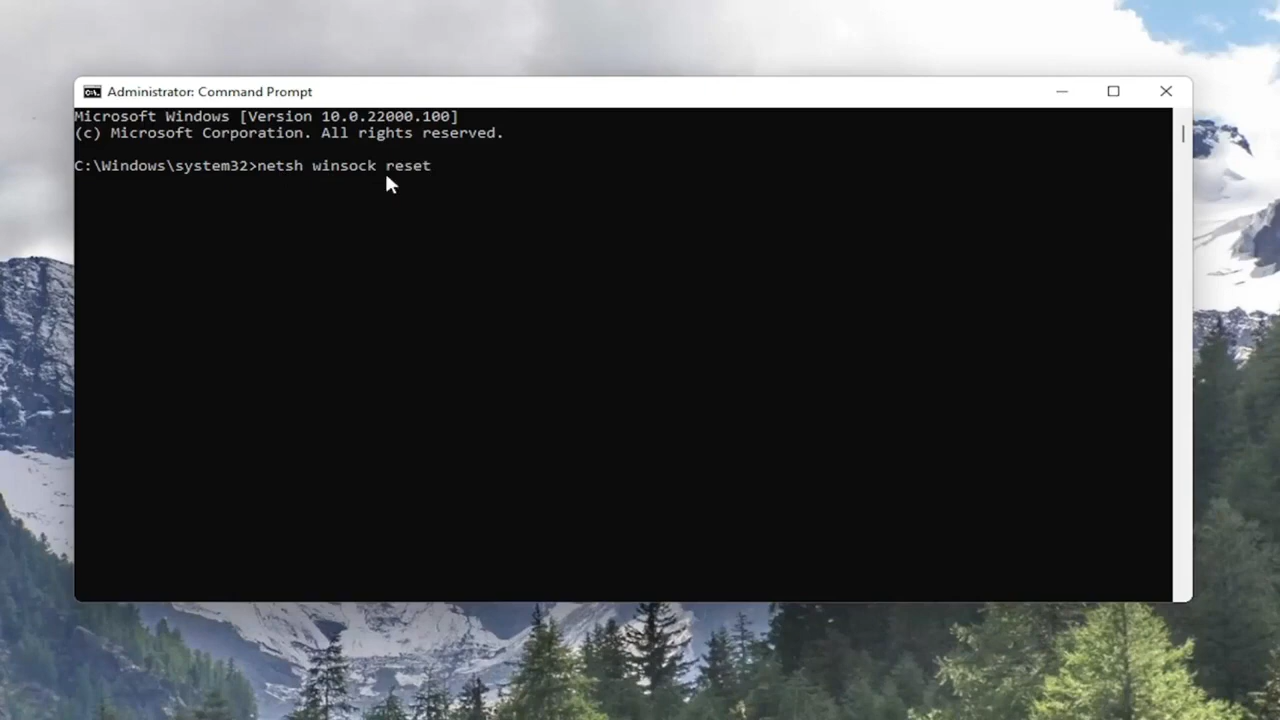 Administrator: Command Prompt
Microsoft Windows [Version 10.0.22000.100]
(c) Microsoft Corporation. All rights reserved.
C:\Windows\system32>netsh winsock reset